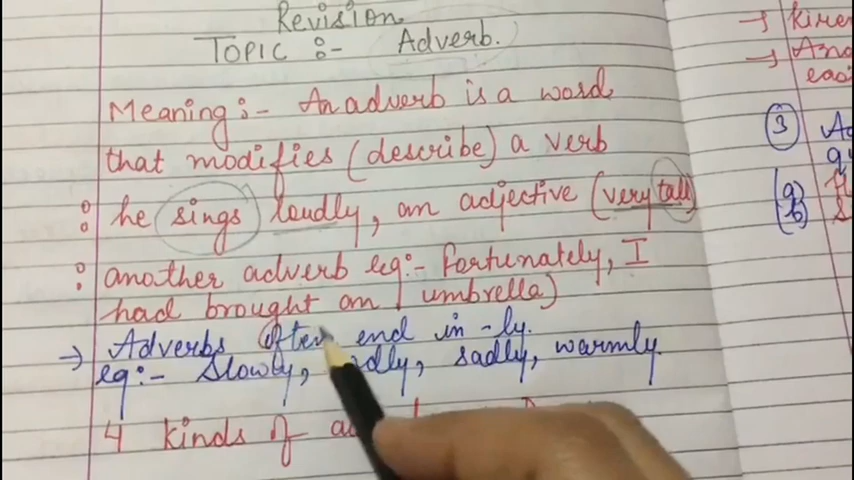 Revision
TOPIC :- Adverb.
Meaning :- An adverb is a word
that modifies (describe) a verb
: he sings loudly, an adjective (very tall)
: another adverb eg:- Fortunately, I
had brought an umbrella)
→ Adverbs often end in -ly.
eg:- Slowly, sadly, warmly
4 kinds of
3
(a)
(b)